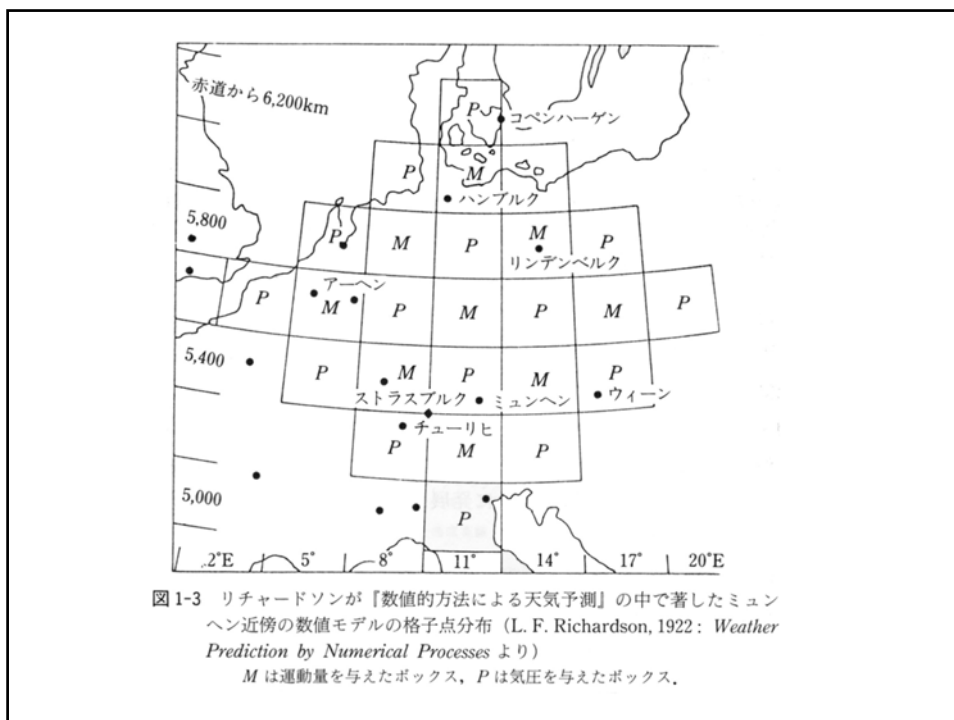 赤道から6,200km
P
コペンハーゲン
P
M
ハンブルク
5,800
P
M
P
M
P
リンデンベルク
アーヘン
P
M
P
M
P
M
P
5,400
P
M
P
M
P
ストラスブルク
ミュンヘン
ウィーン
チューリヒ
P
M
P
5,000
P
2°E 5° 8° 11° 14° 17° 20°E
図1-3 リチャードソンが『数値的方法による天気予測』の中で著したミュン
ヘン近傍の数値モデルの格子点分布（L. F. Richardson, 1922 : Weather
Prediction by Numerical Processes より）
M は運動量を与えたボックス，P は気圧を与えたボックス．